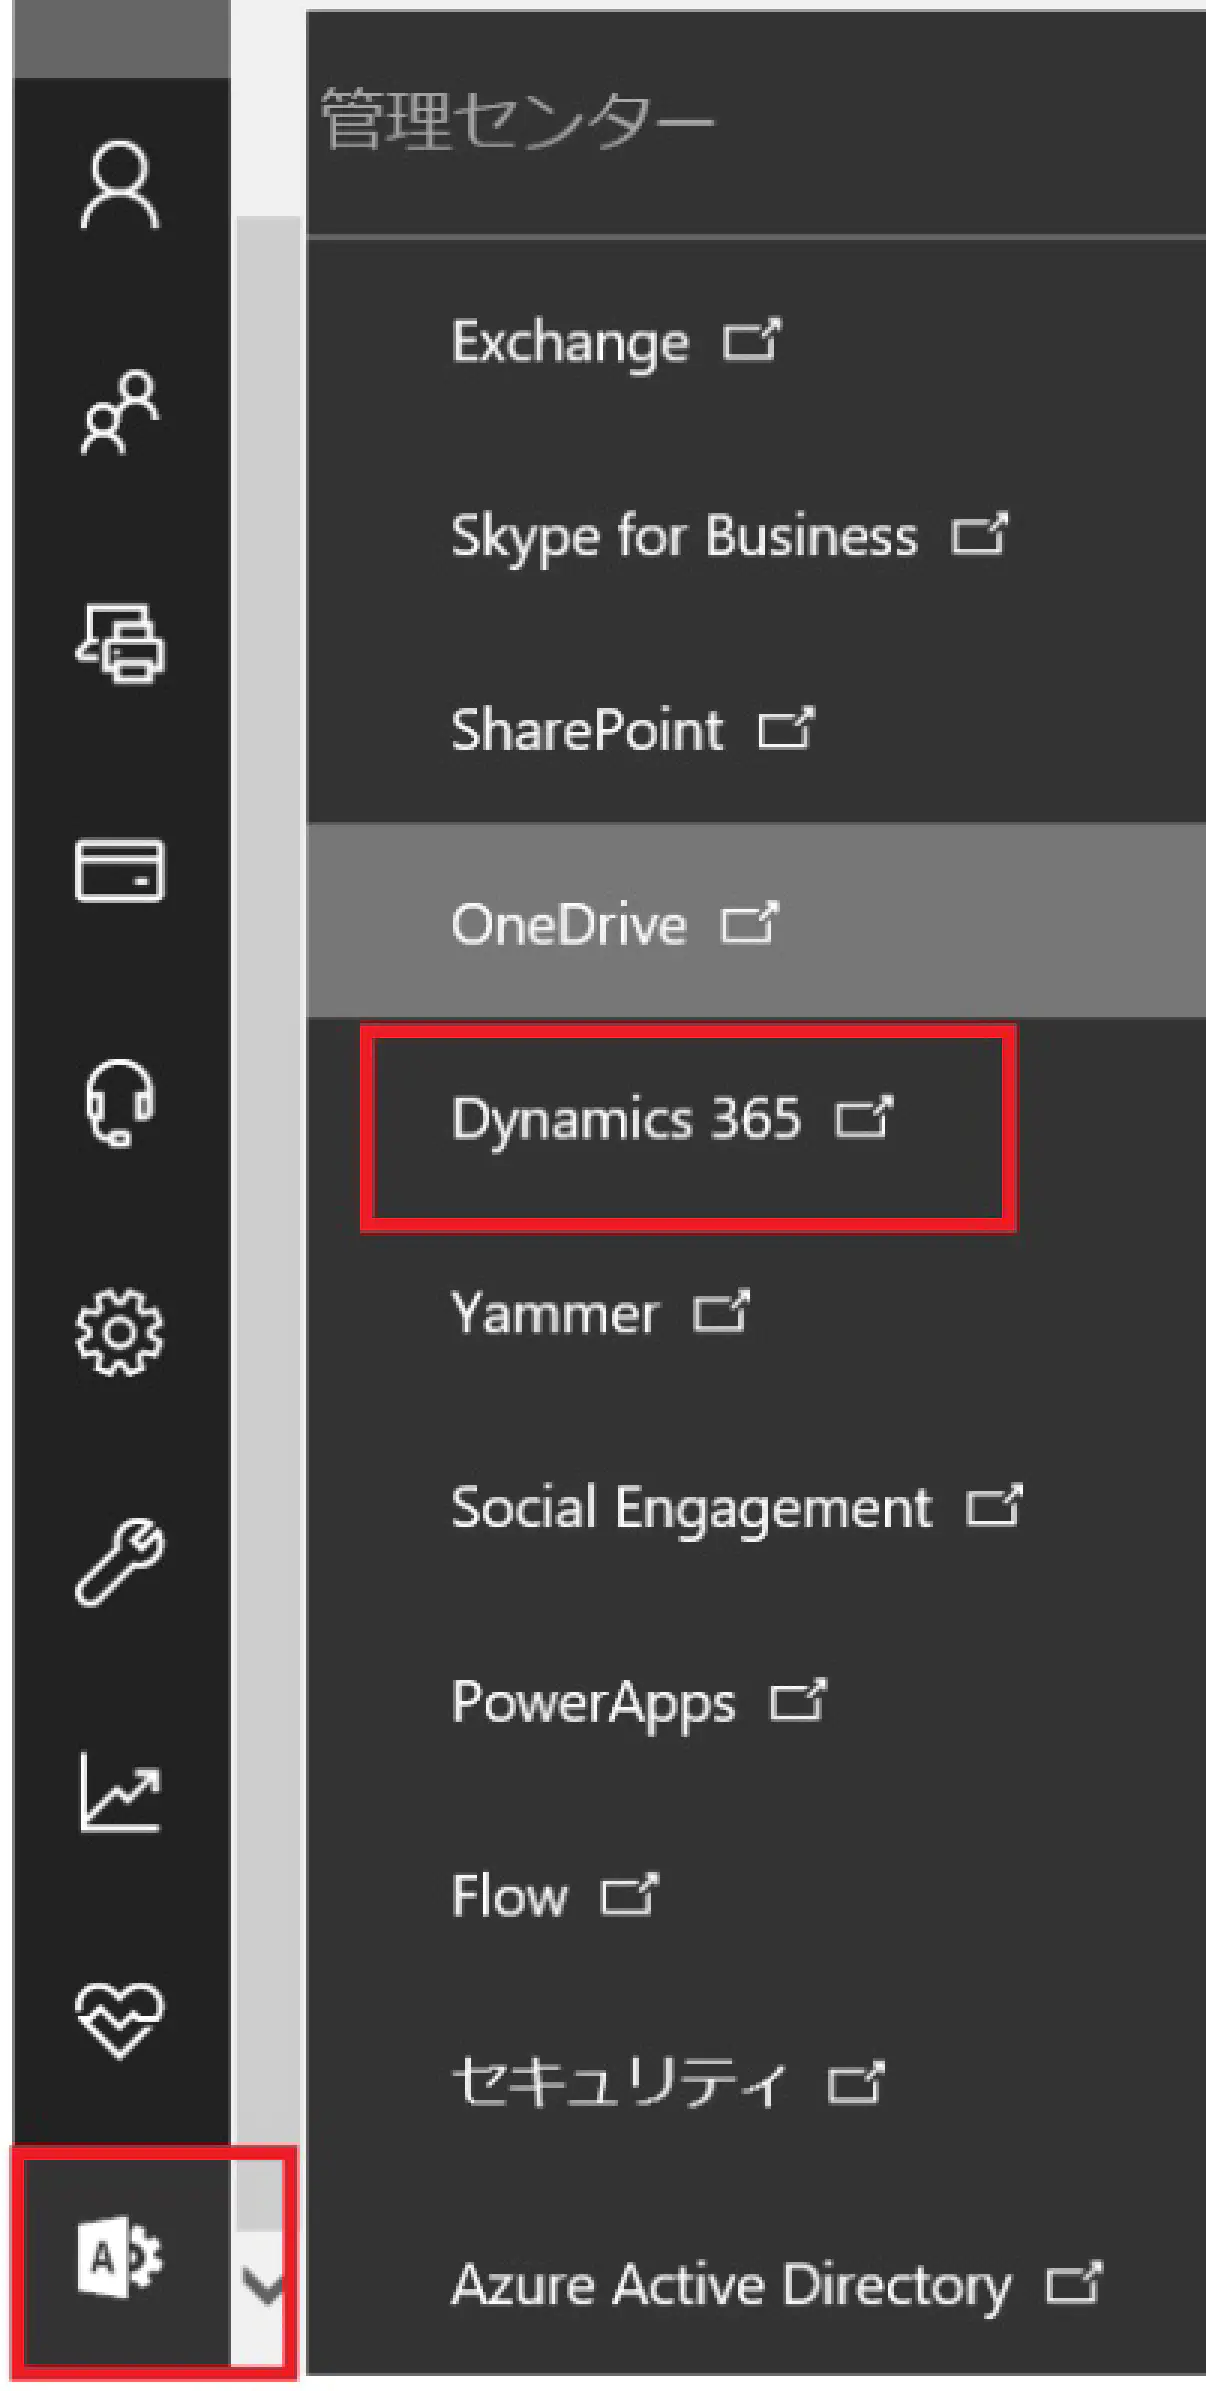 管理センター
Exchange
Skype for Business
SharePoint
OneDrive
Dynamics 365
Yammer
Social Engagement
PowerApps
Flow
セキュリティ
A
Azure Active Directory